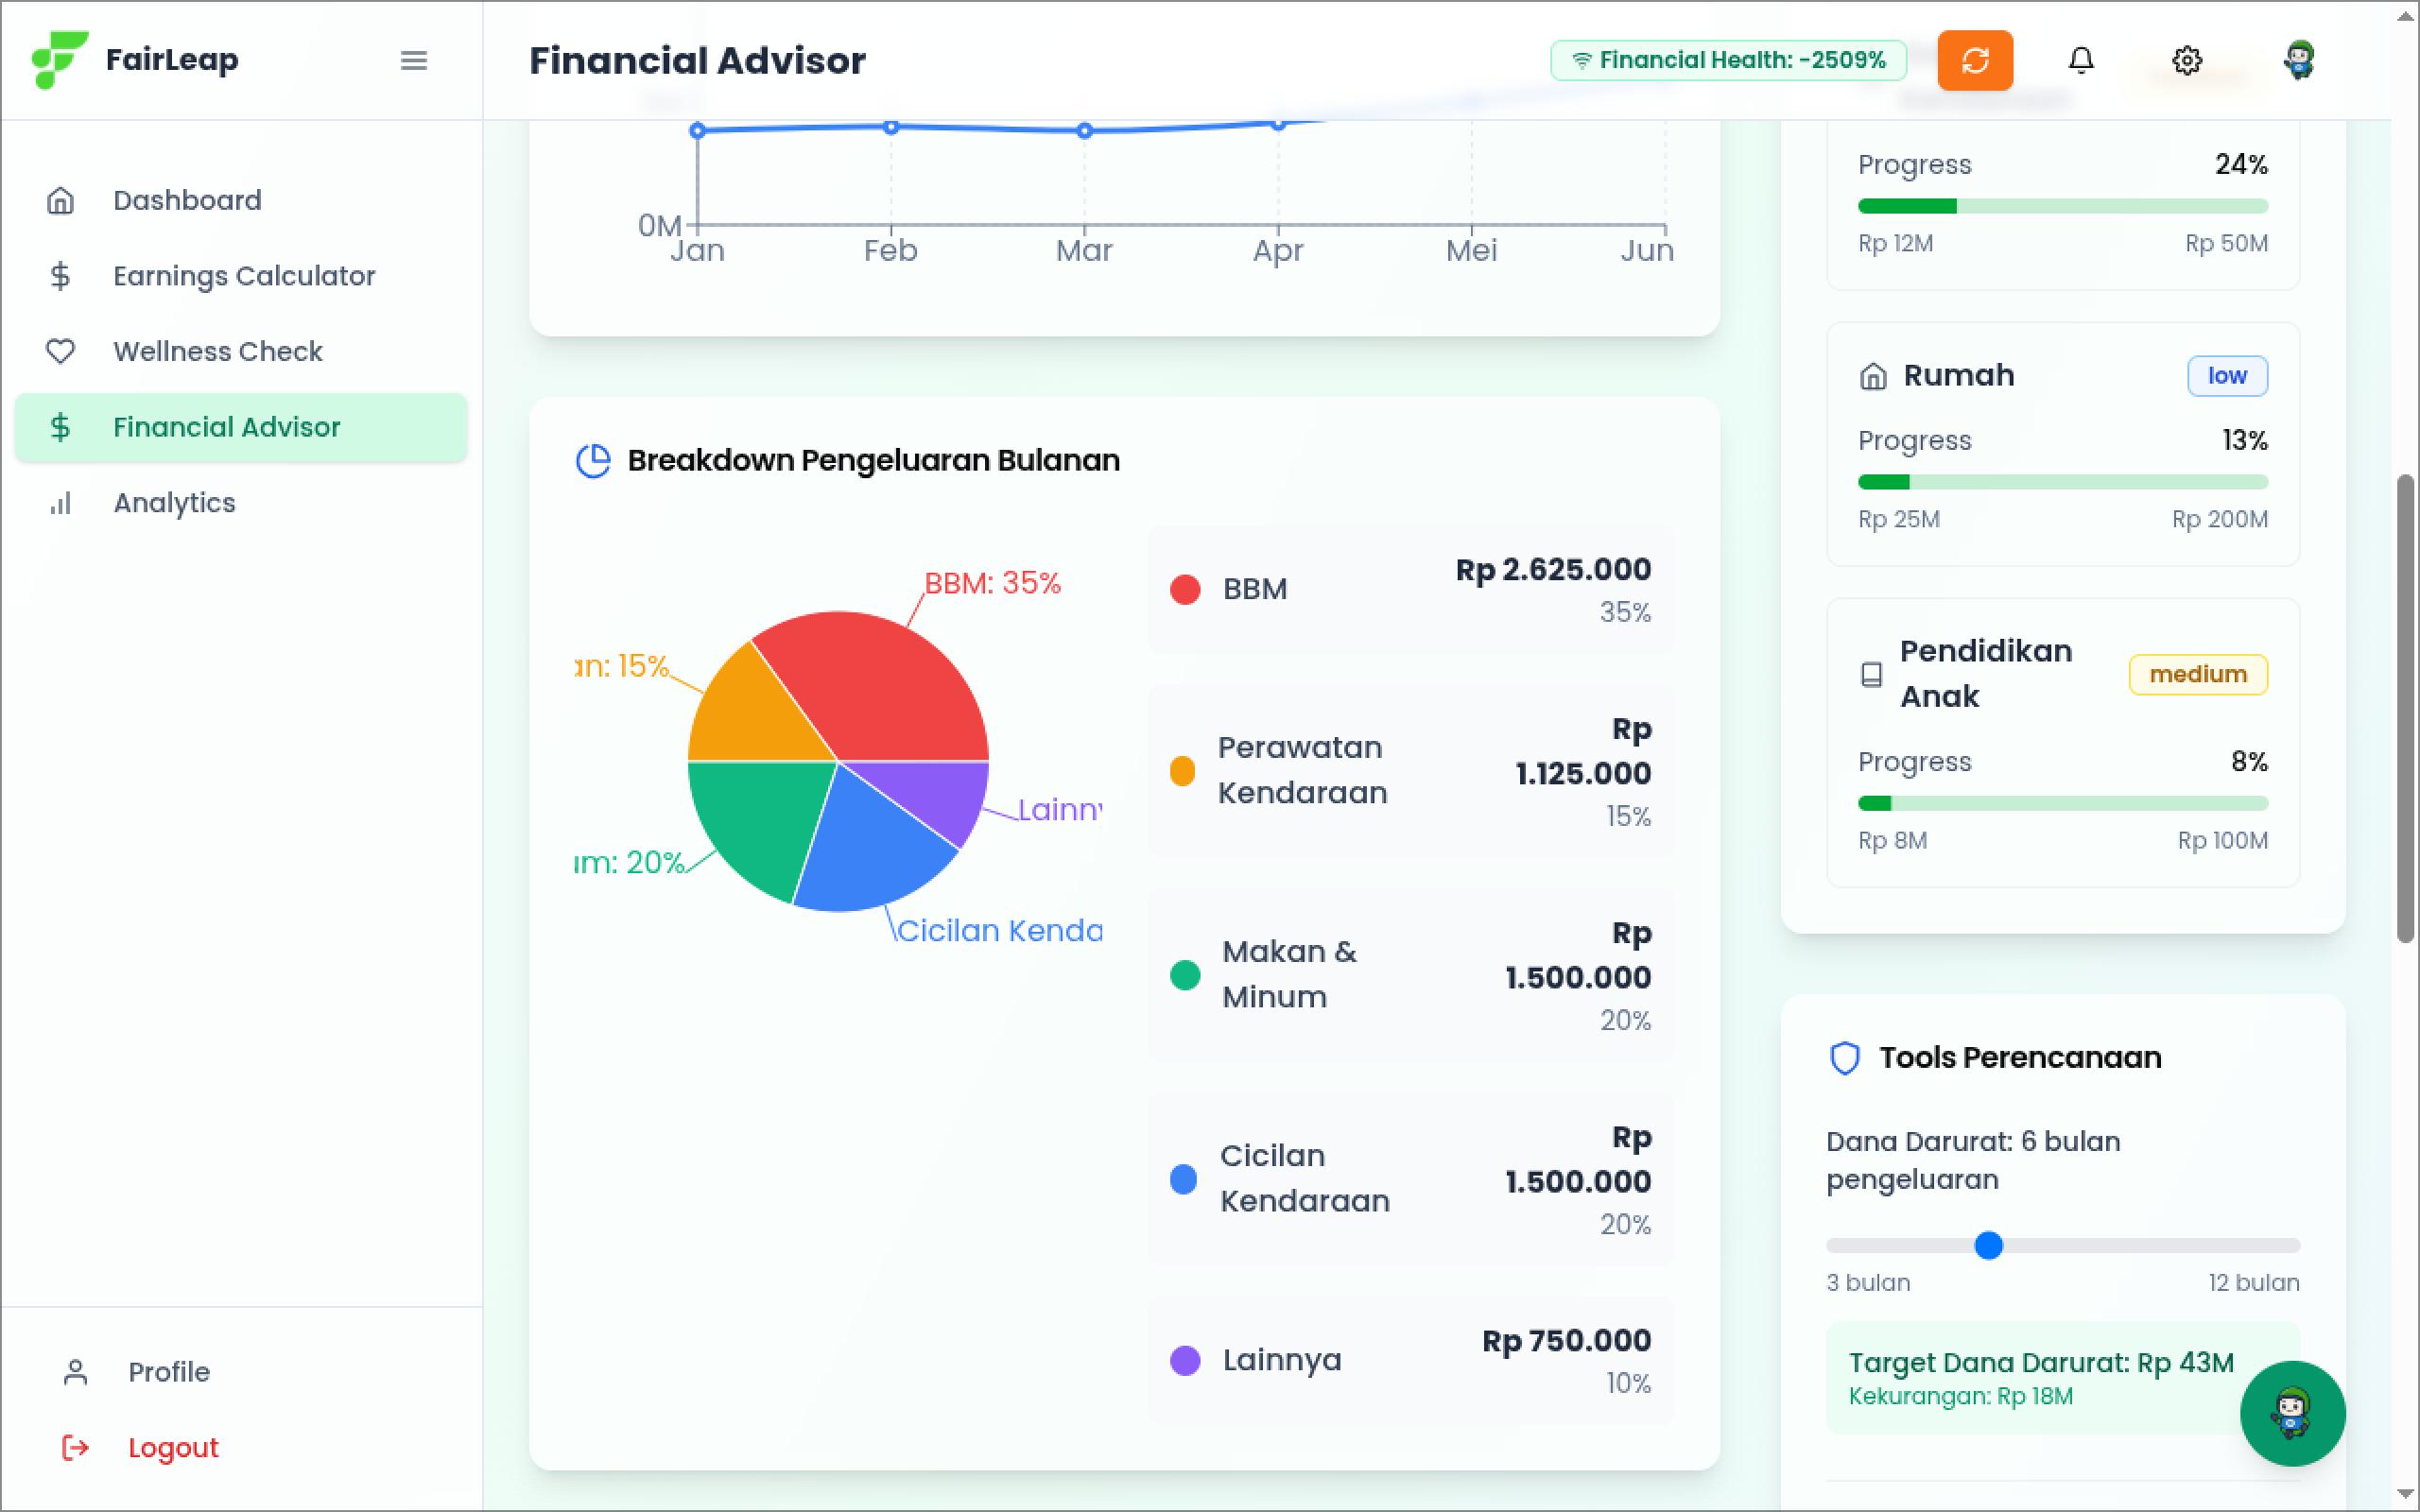 FairLeap
Dashboard
Earnings Calculator
Wellness Check
Financial Advisor
Analytics
Profile
Logout
Financial Advisor
Financial Health: -2509%
0M
Jan
Feb
Mar
Apr
Mei
Jun
Breakdown Pengeluaran Bulanan
BBM: 35%
an: 15%
um: 20%
Cicilan Kenda
Lainny
BBM
Rp 2.625.000
35%
Perawatan
Kendaraan
Rp
1.125.000
15%
Makan &
Minum
Rp
1.500.000
20%
Cicilan
Kendaraan
Rp
1.500.000
20%
Lainnya
Rp 750.000
10%
Progress
24%
Rp 12M
Rp 50M
Rumah
low
Progress
13%
Rp 25M
Rp 200M
Pendidikan
Anak
medium
Progress
8%
Rp 8M
Rp 100M
Tools Perencanaan
Dana Darurat: 6 bulan
pengeluaran
3 bulan
12 bulan
Target Dana Darurat: Rp 43M
Kekurangan: Rp 18M